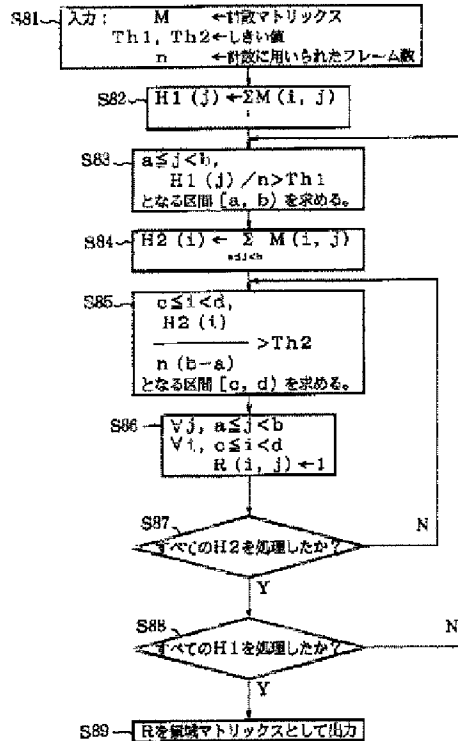 S81
入力： M ←計数マトリックス
Th1, Th2←しきい値
n ←計数に用いられたフレーム数
S82
H1 (j) ←ΣM (i, j)
i
S83
a≦j<b,
H1 (j) /n>Th1
となる区間 [a, b) を求める。
S84
H2 (i) ← Σ M (i, j)
a≦j<b
S85
c≦i<d,
H2 (i)
n (b-a)
>Th2
となる区間 [c, d) を求める。
S86
∀j, a≦j<b
∀i, c≦i<d
R (i, j) ←1
S87
すべてのH2を処理したか？
N
Y
S88
すべてのH1を処理したか？
N
Y
S89
Rを領域マトリックスとして出力